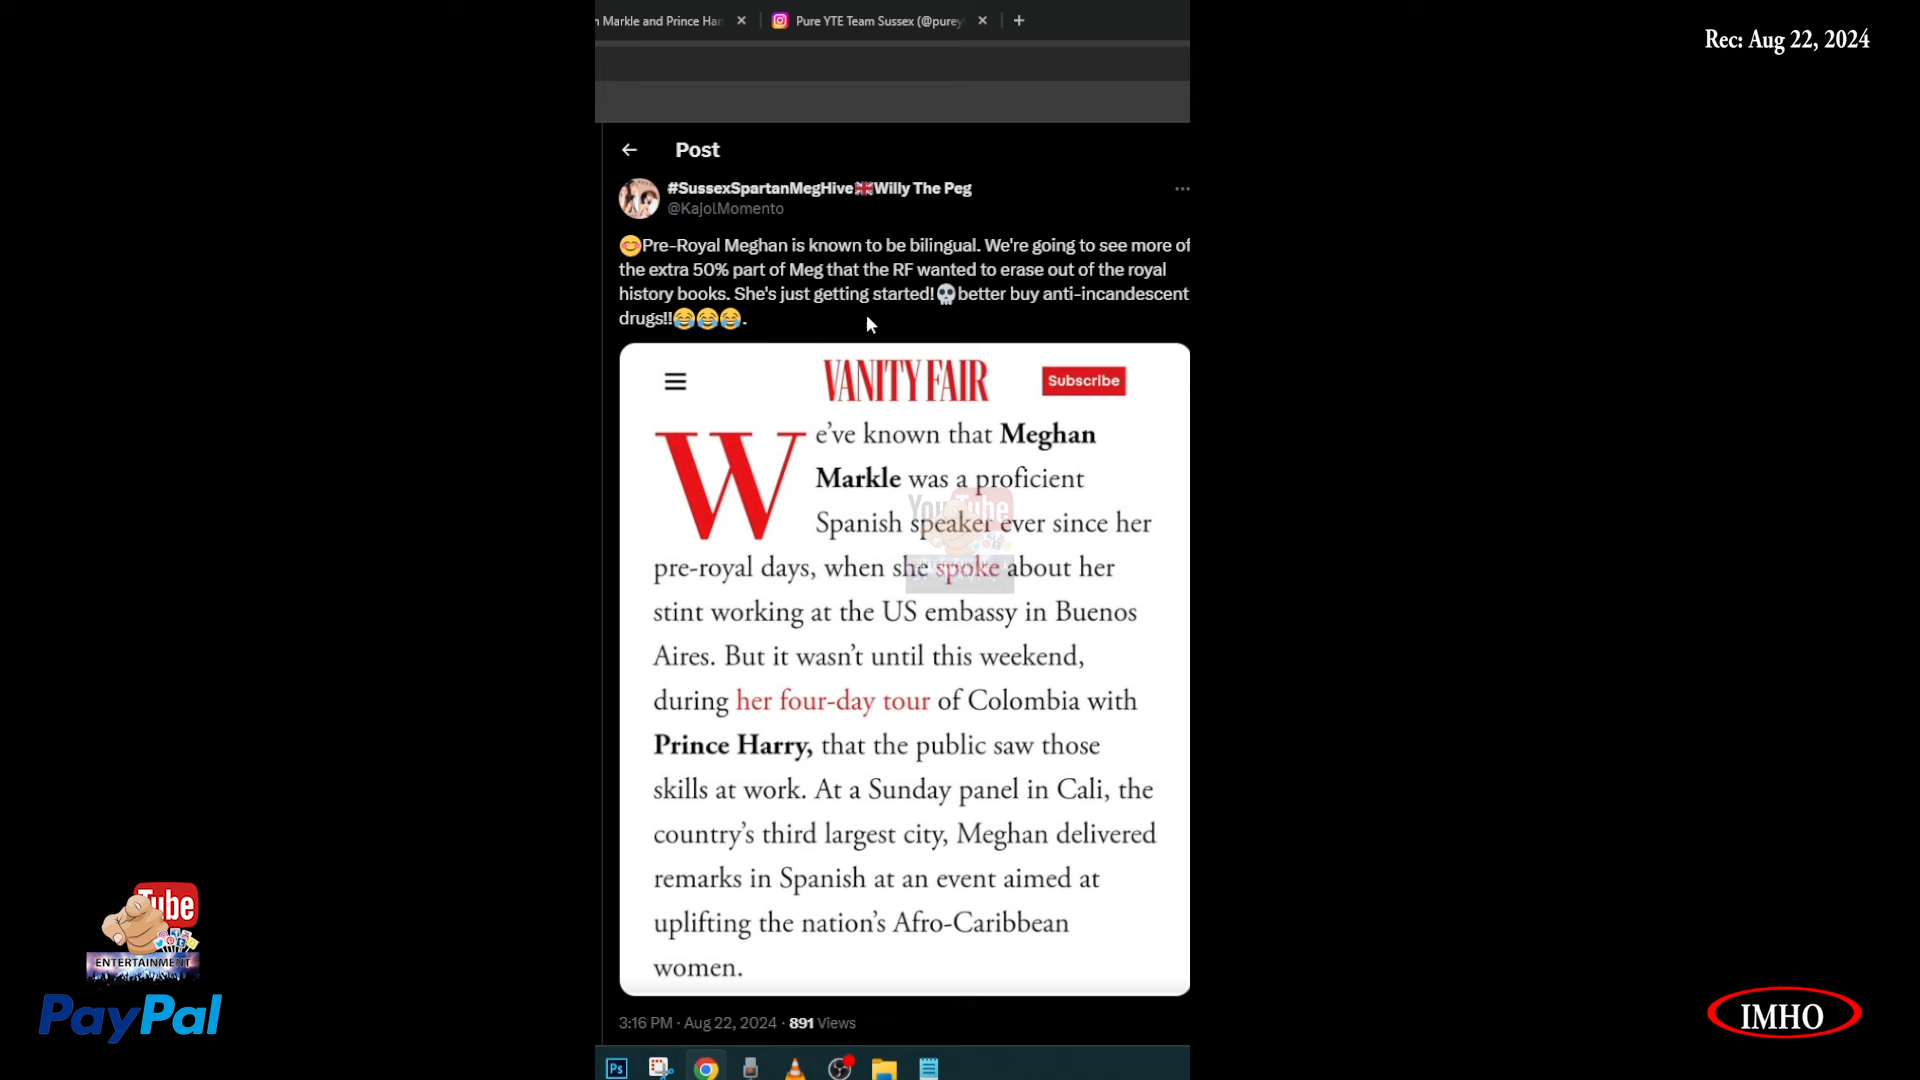 n Markle and Prince Har
Pure YTE Team Sussex (@purey
Rec: Aug 22, 2024
Post
#SussexSpartanMegHive🇬🇧Willy The Peg
@KajolMomento
😊Pre-Royal Meghan is known to be bilingual. We're going to see more of
the extra 50% part of Meg that the RF wanted to erase out of the royal
history books. She's just getting started!💀better buy anti-incandescent
drugs!!😂😂😂.
VANITY FAIR
Subscribe
We've known that Meghan
Markle was a proficient
Spanish speaker ever since her
pre-royal days, when she spoke about her
stint working at the US embassy in Buenos
Aires. But it wasn't until this weekend,
during her four-day tour of Colombia with
Prince Harry, that the public saw those
skills at work. At a Sunday panel in Cali, the
country's third largest city, Meghan delivered
remarks in Spanish at an event aimed at
uplifting the nation's Afro-Caribbean
women.
YouTube
3:16 PM · Aug 22, 2024 · 891 Views
Tube
ENTERTAINMENT
PayPal
IMHO
Ps